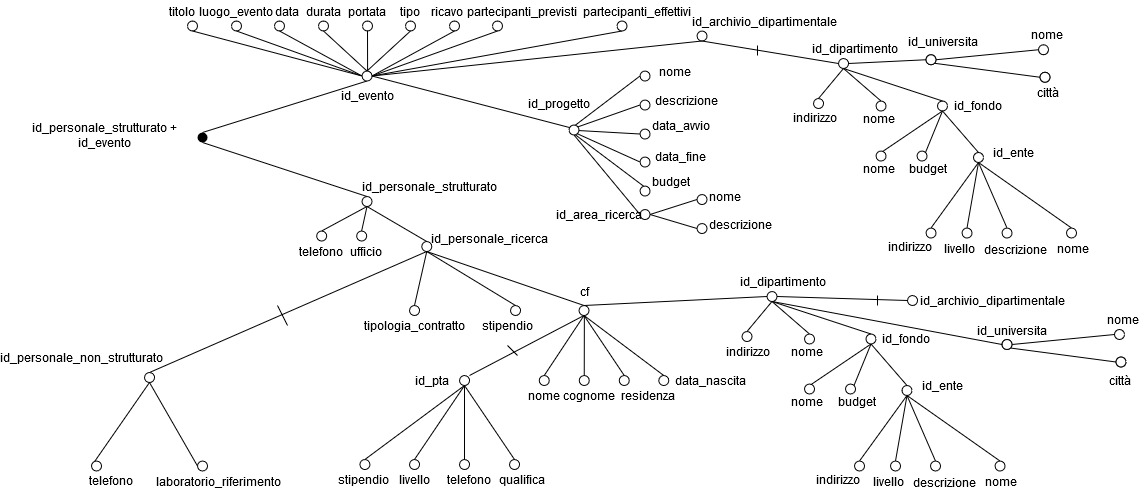 titolo luogo_evento data durata portata tipo ricavo partecipanti_previsti partecipanti_effettivi
id_archivio_dipartimentale
id_evento
id_dipartimento
id_universita
nome
città
indirizzo
nome
id_fondo
nome
budget
id_ente
indirizzo
livello
descrizione
nome
id_progetto
nome
descrizione
data_avvio
data_fine
budget
id_area_ricerca
nome
descrizione
id_personale_strutturato +
id_evento
id_personale_strutturato
telefono
ufficio
id_personale_ricerca
tipologia_contratto
stipendio
id_personale_non_strutturato
telefono
laboratorio_riferimento
cf
id_pta
nome
cognome
residenza
data_nascita
stipendio
livello
telefono
qualifica
id_dipartimento
id_archivio_dipartimentale
id_universita
nome
città
indirizzo
nome
id_fondo
nome
budget
id_ente
indirizzo
livello
descrizione
nome